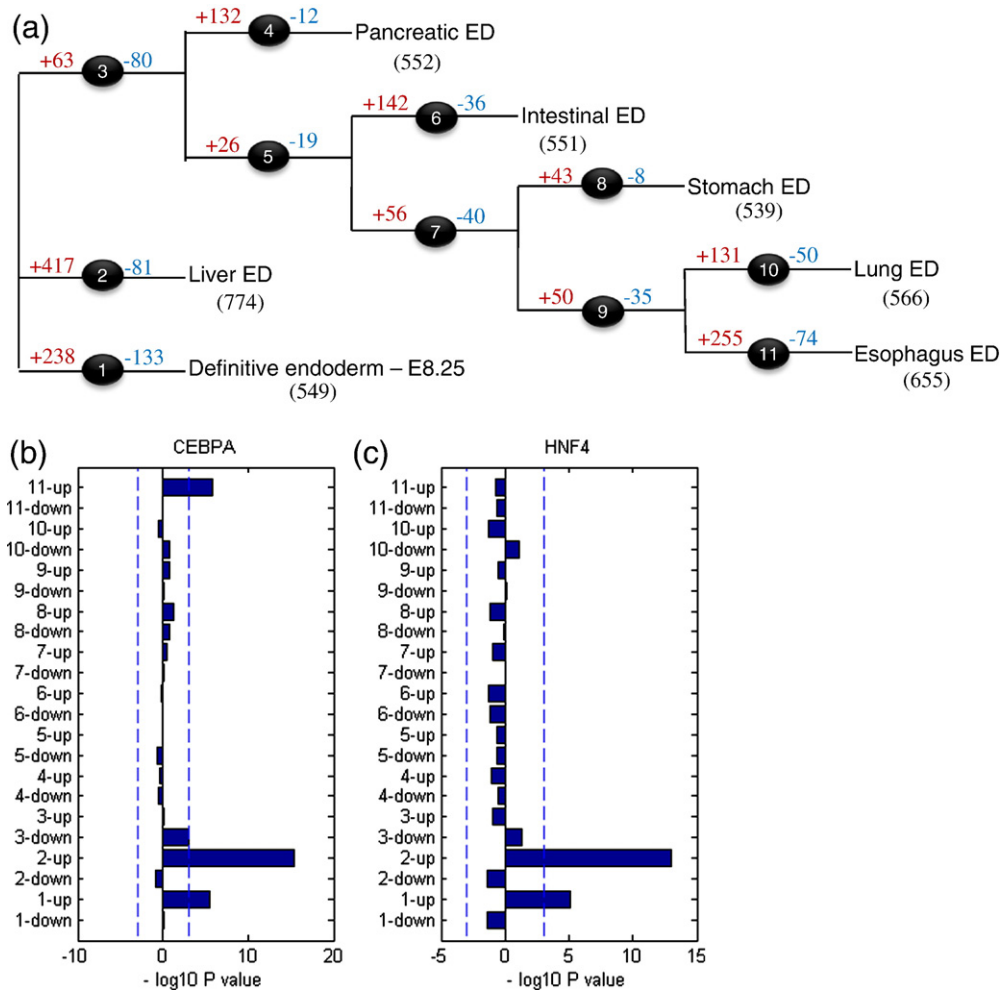 (a)
+132 4 -12 Pancreatic ED
(552)
+63 3 -80
+142 6 -36 Intestinal ED
(551)
+26 5 -19
+43 8 -8 Stomach ED
(539)
+56 7 -40
+417 2 -81 Liver ED
(774)
+131 10 -50 Lung ED
(566)
+50 9 -35
+238 1 -133 Definitive endoderm – E8.25
(549)
+255 11 -74 Esophagus ED
(655)
(b) CEBPA
11-up
11-down
10-up
10-down
9-up
9-down
8-up
8-down
7-up
7-down
6-up
6-down
5-up
5-down
4-up
4-down
3-up
3-down
2-up
2-down
1-up
1-down
-10 0 10 20
- log10 P value
(c) HNF4
11-up
11-down
10-up
10-down
9-up
9-down
8-up
8-down
7-up
7-down
6-up
6-down
5-up
5-down
4-up
4-down
3-up
3-down
2-up
2-down
1-up
1-down
-5 0 5 10 15
- log10 P value